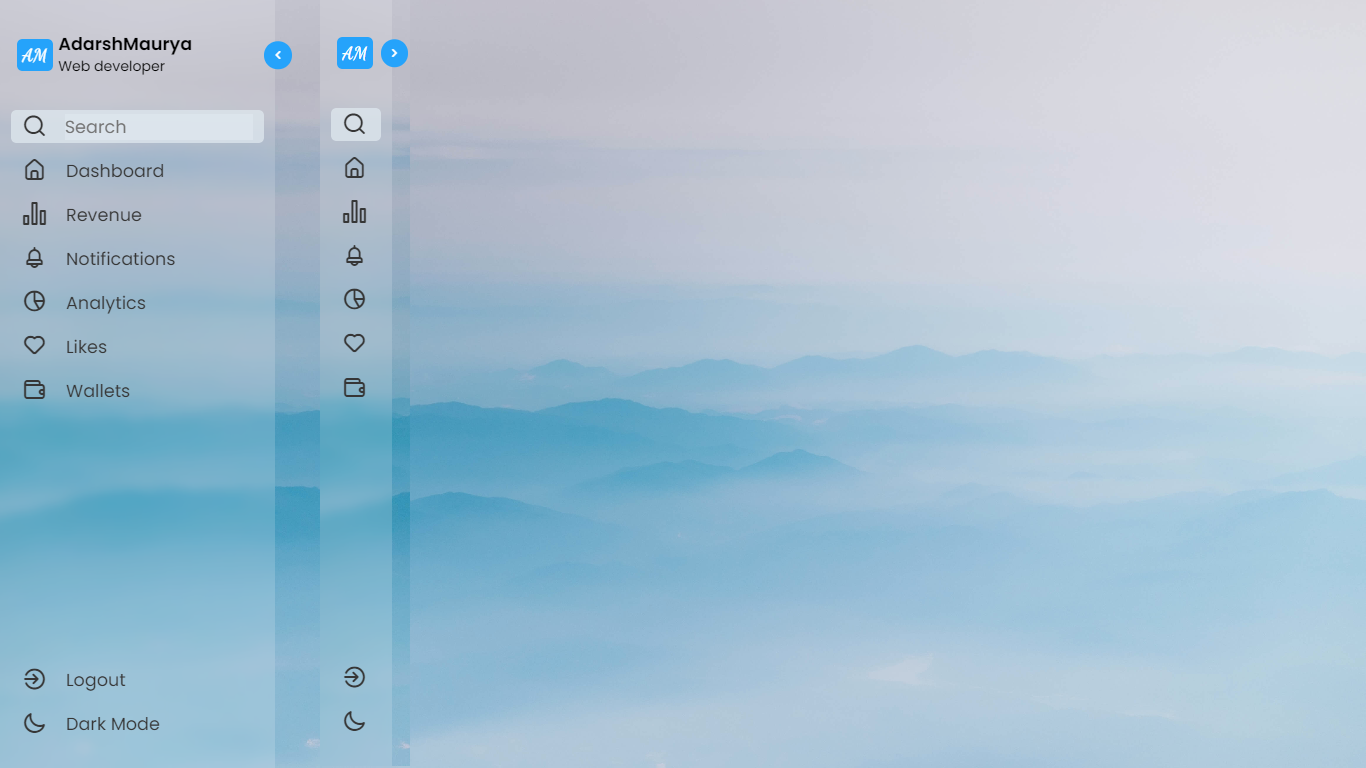 AM
AdarshMaurya
Web developer
AM
Search
Dashboard
Revenue
Notifications
Analytics
Likes
Wallets
Logout
Dark Mode